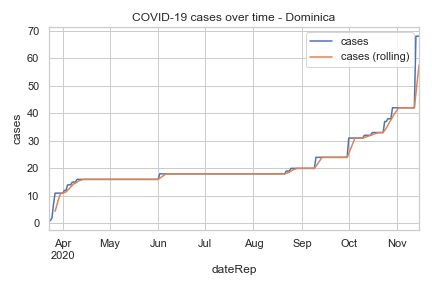 COVID-19 cases over time - Dominica
cases
cases (rolling)
70
60
50
40
30
20
10
0
cases
Apr May Jun Jul Aug Sep Oct Nov
2020
dateRep